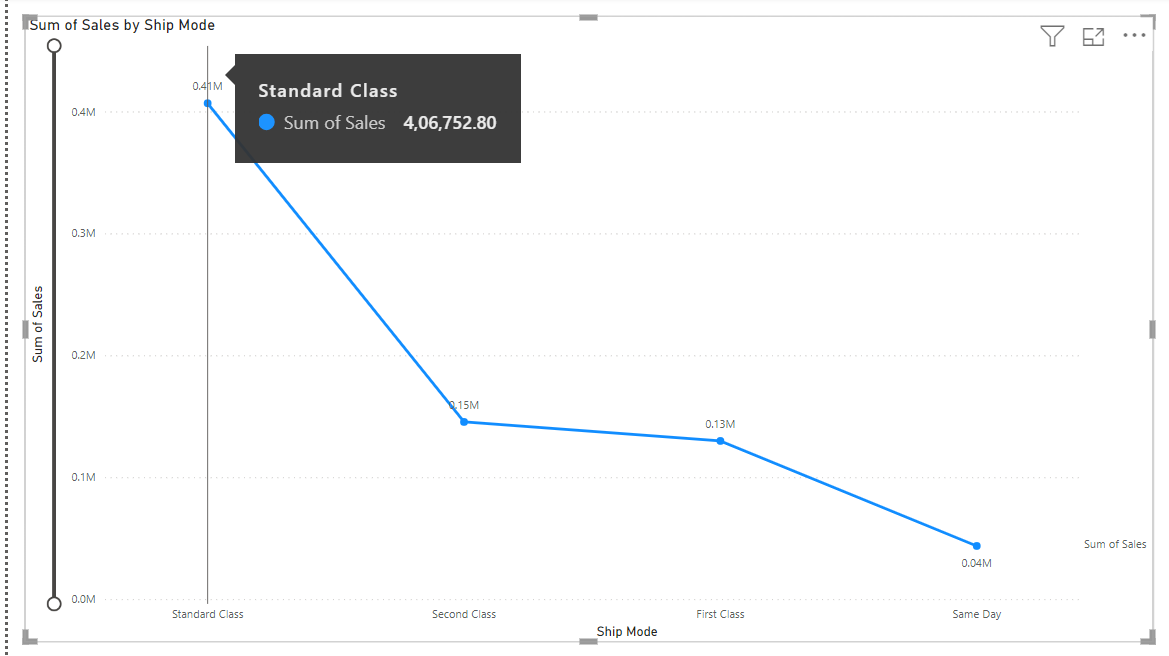 Sum of Sales by Ship Mode
0.41M
Standard Class
Sum of Sales 4,06,752.80
0.4M
0.3M
Sum of Sales
0.2M
0.15M
0.13M
0.1M
Sum of Sales
0.04M
0.0M
Standard Class Second Class First Class Same Day
Ship Mode